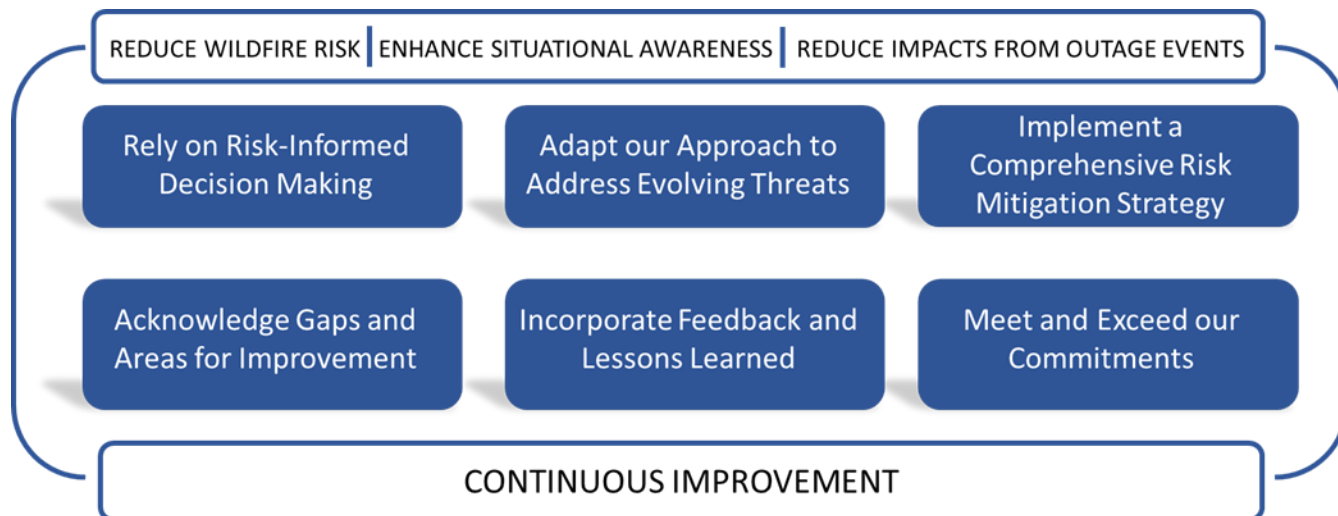 REDUCE WILDFIRE RISK | ENHANCE SITUATIONAL AWARENESS | REDUCE IMPACTS FROM OUTAGE EVENTS
Rely on Risk-Informed
Decision Making
Adapt our Approach to
Address Evolving Threats
Implement a
Comprehensive Risk
Mitigation Strategy
Acknowledge Gaps and
Areas for Improvement
Incorporate Feedback and
Lessons Learned
Meet and Exceed our
Commitments
CONTINUOUS IMPROVEMENT